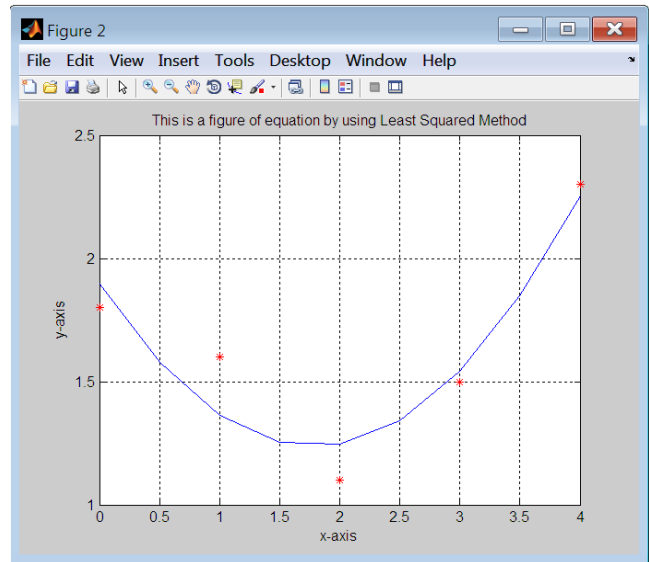 Figure 2
File Edit View Insert Tools Desktop Window Help
This is a figure of equation by using Least Squared Method
2.5
2
1.5
1
y-axis
0 0.5 1 1.5 2 2.5 3 3.5 4
x-axis